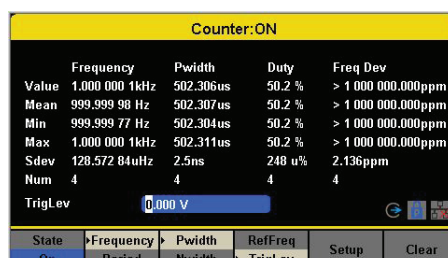 Counter:ON
Frequency Pwidth Duty Freq Dev
Value 1.000 000 1kHz 502.306us 50.2 % > 1 000 000.000ppm
Mean 999.999 98 Hz 502.307us 50.2 % > 1 000 000.000ppm
Min 999.999 77 Hz 502.304us 50.2 % > 1 000 000.000ppm
Max 1.000 000 1kHz 502.311us 50.2 % > 1 000 000.000ppm
Sdev 128.572 84uHz 2.5ns 248 u% 2.136ppm
Num 4 4 4 4
TrigLev 0.000 V
State Frequency Pwidth RefFreq Setup Clear
On Period Nwidth TrigLev